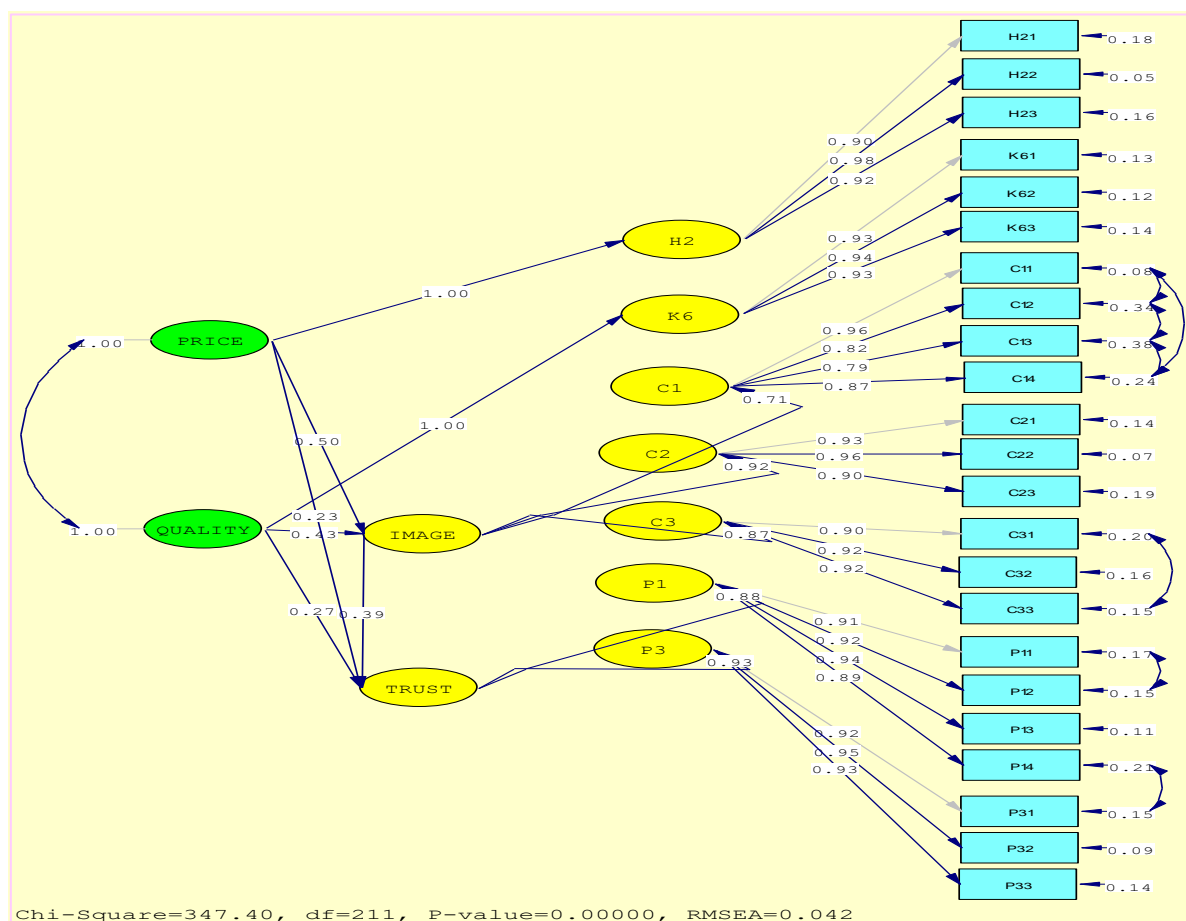 H21
0.18
H22
0.05
H23
0.16
0.90
0.98
0.92
K61
0.13
K62
0.12
K63
0.14
H2
0.93
0.94
0.93
C11
0.08
1.00
K6
C12
0.34
0.96
0.82
0.79
0.87
1.00
PRICE
C13
0.38
C14
0.24
C1
0.71
1.00
0.50
C21
0.14
0.93
0.96
0.90
C2
0.92
C22
0.07
C23
0.19
0.23
0.43
1.00
QUALITY
IMAGE
C3
0.87
0.90
0.92
0.92
C31
0.20
C32
0.16
C33
0.15
P1
0.88
0.27
0.39
0.91
0.92
0.94
0.89
P3
0.93
P11
0.17
TRUST
P12
0.15
P13
0.11
0.92
0.95
0.93
P14
0.21
P31
0.15
P32
0.09
P33
0.14
Chi-Square=347.40, df=211, P-value=0.00000, RMSEA=0.042